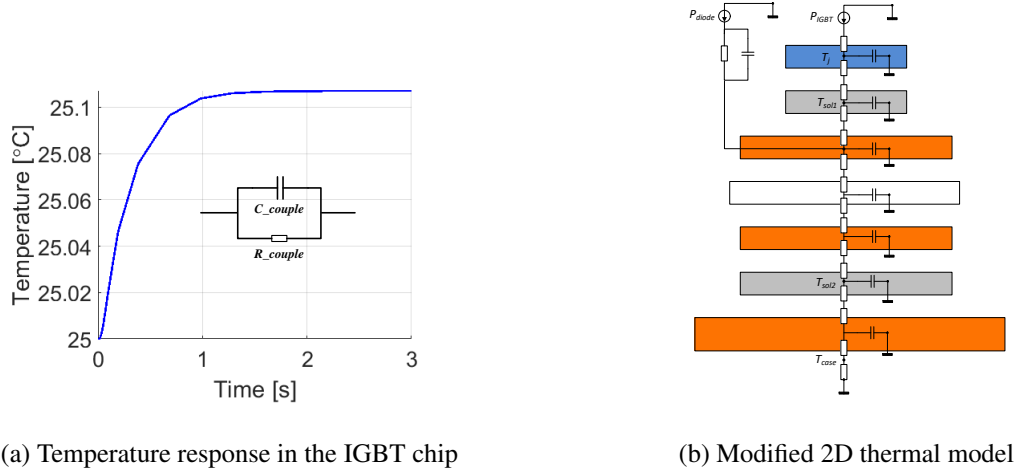 Temperature [°C]
25.1
25.08
25.06
25.04
25.02
25
0
1
2
3
Time [s]
C_couple
R_couple
(a) Temperature response in the IGBT chip
P_diode
P_IGBT
T_j
T_sol1
T_sol2
T_case
(b) Modified 2D thermal model